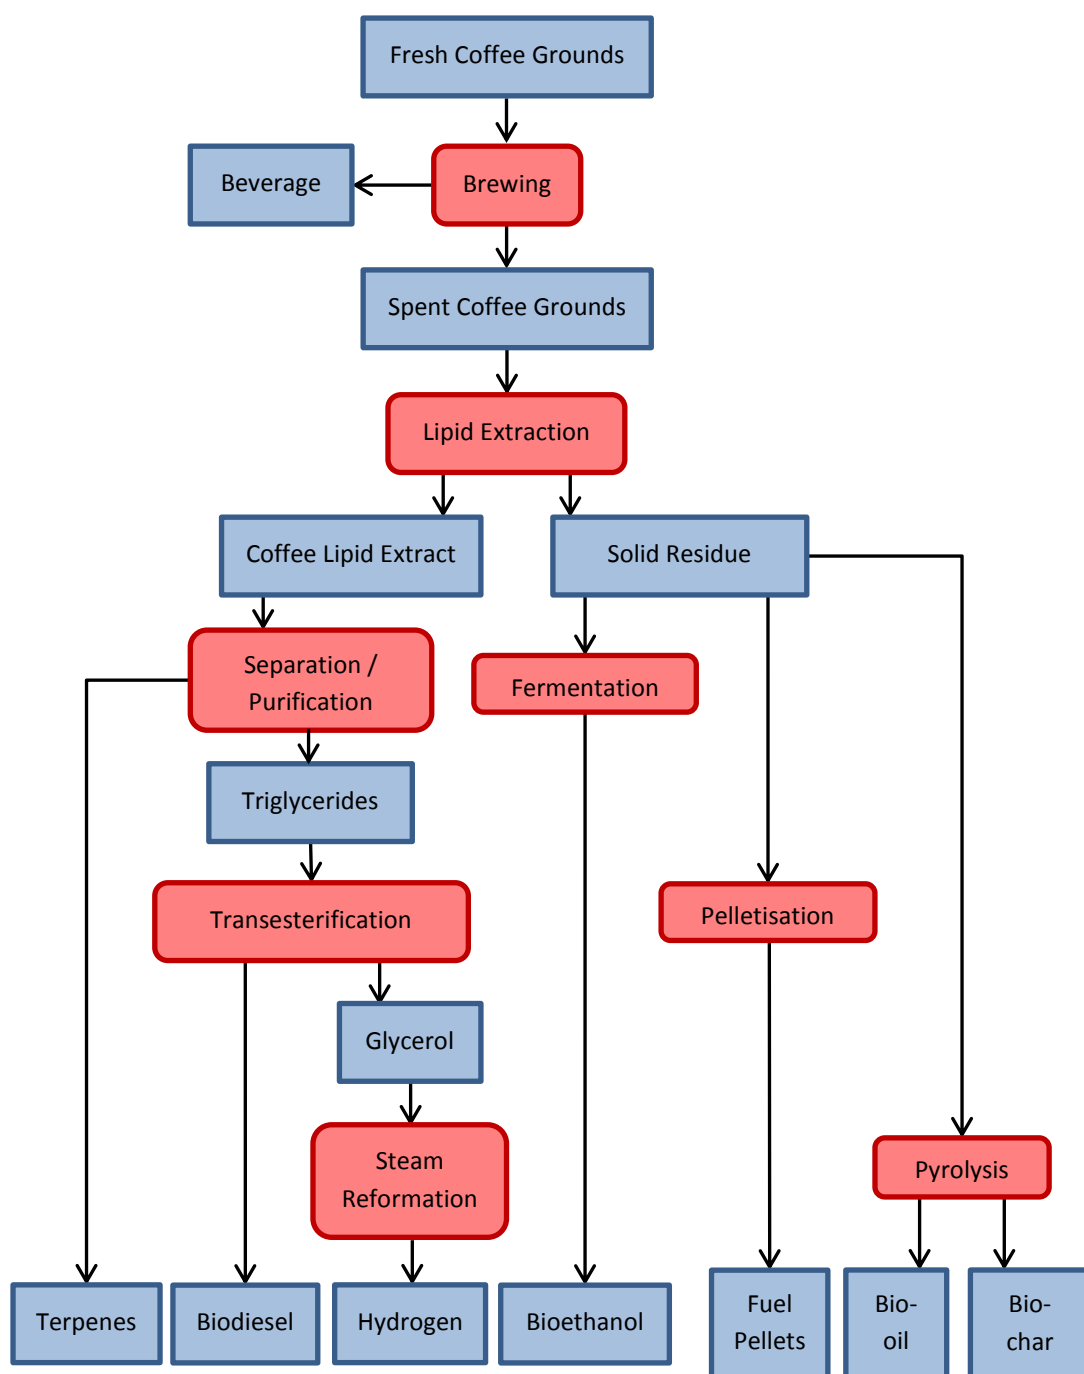 Fresh Coffee Grounds
Beverage
Brewing
Spent Coffee Grounds
Lipid Extraction
Coffee Lipid Extract
Solid Residue
Separation /
Purification
Fermentation
Triglycerides
Transesterification
Pelletisation
Glycerol
Steam
Reformation
Pyrolysis
Terpenes
Biodiesel
Hydrogen
Bioethanol
Fuel
Pellets
Bio-
oil
Bio-
char